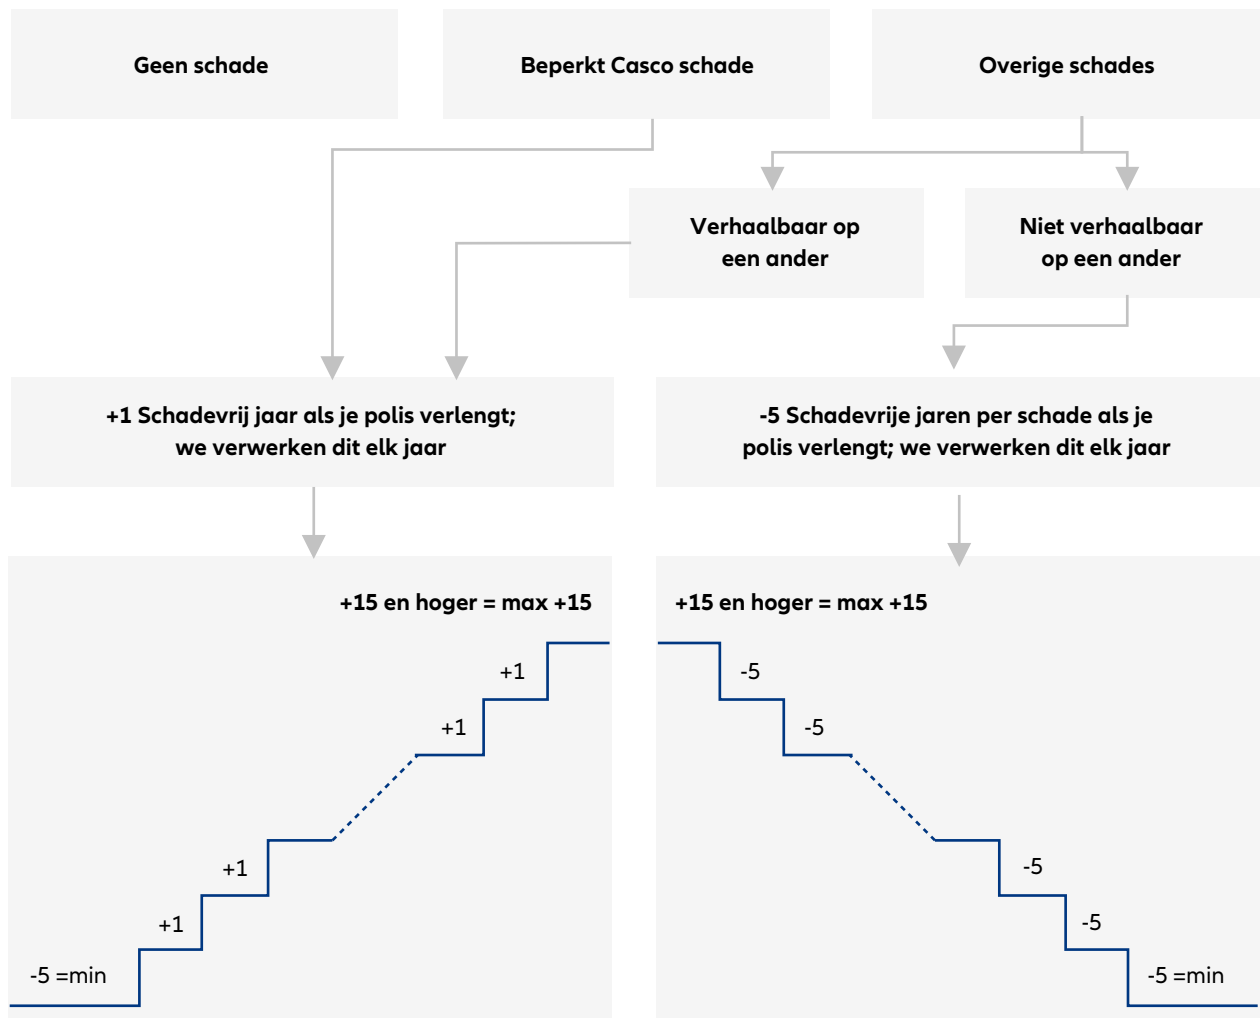 Geen schade
Beperkt Casco schade
Overige schades
Verhaalbaar op
een ander
Niet verhaalbaar
op een ander
+1 Schadevrij jaar als je polis verlengt;
we verwerken dit elk jaar
-5 Schadevrije jaren per schade als je
polis verlengt; we verwerken dit elk jaar
+15 en hoger = max +15
+1
+1
+1
+1
-5 =min
+15 en hoger = max +15
-5
-5
-5
-5
-5 =min